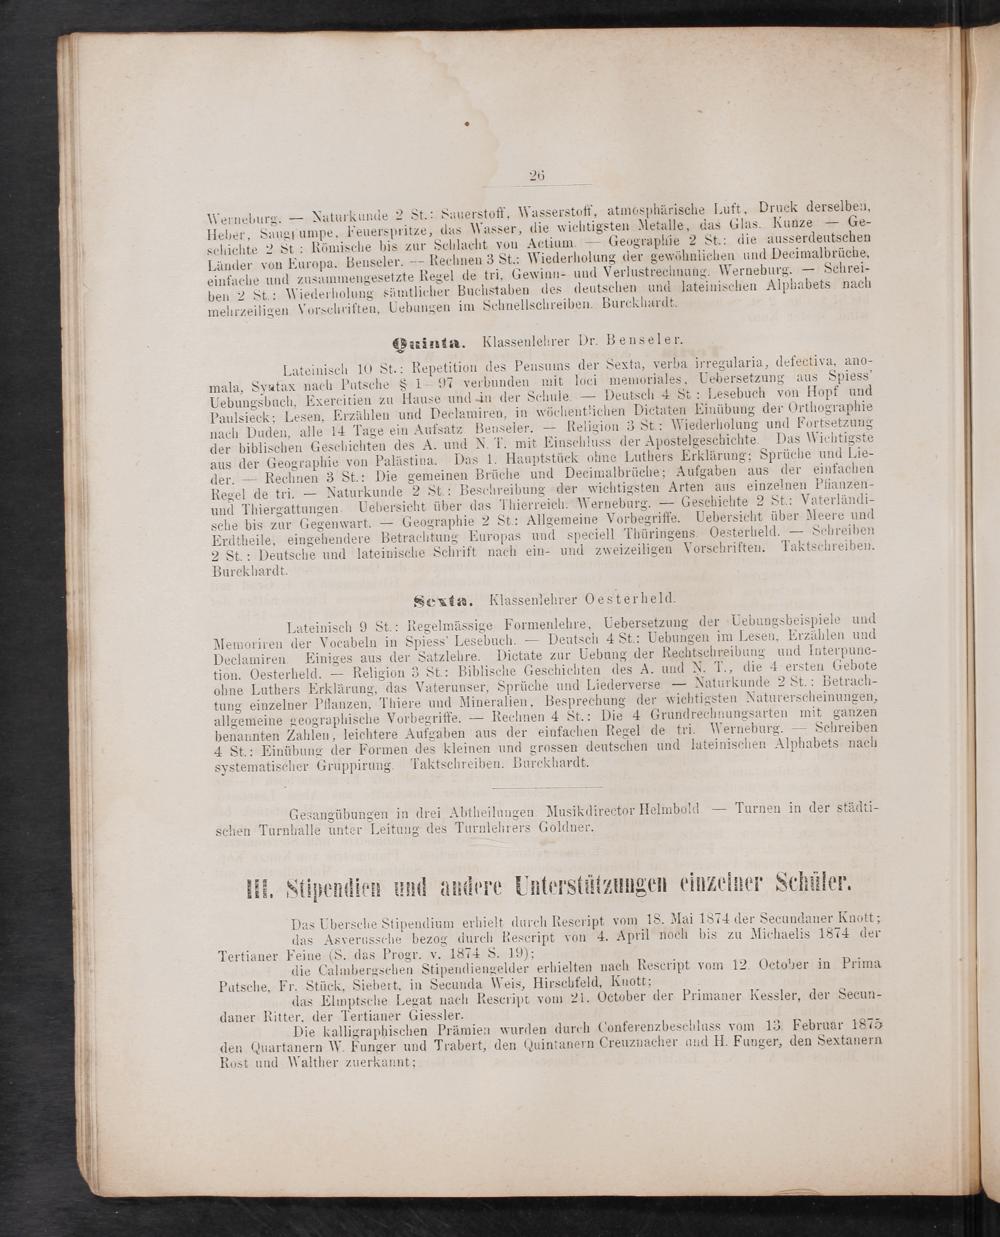 26
Werneburg. — Naturkunde 2 St.: Sauerstoff, Wasserstoff, atmosphärische Luft, Druck derselben,
Heber, Saugpumpe, Feuerspritze, das Wasser, die wichtigsten Metalle, das Glas. Kunze — Ge-
schichte 2 St.: Römische bis zur Schlacht von Actium. — Geographie 2 St.: die ausserdeutschen
Länder von Europa. Benseler. — Rechnen 3 St.: Wiederholung der gewöhnlichen und Decimalbrüche,
einfache und zusammengesetzte Regel de tri, Gewinn- und Verlustrechnung. Werneburg. — Schrei-
ben 2 St.: Wiederholung sämtlicher Buchstaben des deutschen und lateinischen Alphabets nach
mehrzeiligen Vorschriften, Uebungen im Schnellschreiben. Burckhardt.
Quinta. Klassenlehrer Dr. Benseler.
Lateinisch 10 St.: Repetition des Pensums der Sexta, verba irregularia, defectiva, ano-
mala, Syntax nach Putsche § 1—97 verbunden mit loci memoriales. Uebersetzung aus Spiess'
Uebungsbuch, Exercitien zu Hause und in der Schule. — Deutsch 4 St.: Lesebuch von Hopf und
Paulsieck; Lesen, Erzählen und Declamiren, in wöchentlichen Dictaten Einübung der Orthographie
nach Duden, alle 14 Tage ein Aufsatz. Benseler. — Religion 3 St.: Wiederholung und Fortsetzung
der biblischen Geschichten des A. und N. T. mit Einschluss der Apostelgeschichte. Das Wichtigste
aus der Geographie von Palästina. Das 1. Hauptstück ohne Luthers Erklärung; Sprüche und Lie-
der. — Rechnen 3 St.: Die gemeinen Brüche und Decimalbrüche; Aufgaben aus der einfachen
Regel de tri. — Naturkunde 2 St.: Beschreibung der wichtigsten Arten aus einzelnen Pflanzen-
und Thiergattungen. Uebersicht über das Thierreich. Werneburg. — Geschichte 2 St.: Vaterländi-
sche bis zur Gegenwart. — Geographie 2 St.: Allgemeine Vorbegriffe. Uebersicht über Meere und
Erdtheile, eingehendere Betrachtung Europas und speciell Thüringens. Oesterheld. — Schreiben
2 St.: Deutsche und lateinische Schrift nach ein- und zweizeiligen Vorschriften. Taktschreiben.
Burckhardt.
Sexta. Klassenlehrer Oesterheld.
Lateinisch 9 St.: Regelmässige Formenlehre, Uebersetzung der Uebungsbeispiele und
Memoriren der Vocabeln in Spiess' Lesebuch. — Deutsch 4 St.: Uebungen im Lesen, Erzählen und
Declamiren. Einiges aus der Satzlehre. Dictate zur Uebung der Rechtschreibung und Interpunc-
tion. Oesterheld. — Religion 3 St.: Biblische Geschichten des A. und N. T., die 4 ersten Gebote
ohne Luthers Erklärung, das Vaterunser, Sprüche und Liederverse — Naturkunde 2 St.: Betrach-
tung einzelner Pflanzen, Thiere und Mineralien, Besprechung der wichtigsten Naturerscheinungen,
allgemeine geographische Vorbegriffe. — Rechnen 4 St.: Die 4 Grundrechnungsarten mit ganzen
benannten Zahlen, leichtere Aufgaben aus der einfachen Regel de tri. Werneburg. — Schreiben
4 St.: Einübung der Formen des kleinen und grossen deutschen und lateinischen Alphabets nach
systematischer Gruppirung. Taktschreiben. Burckhardt.
Gesangübungen in drei Abtheilungen Musikdirector Helmbold — Turnen in der städti-
schen Turnhalle unter Leitung des Turnlehrers Goldner.
III. Stipendien und andere Unterstützungen einzelner Schüler.
Das Ubersche Stipendium erhielt durch Rescript vom 18. Mai 1874 der Secundaner Knott;
das Asverussche bezog durch Rescript von 4. April noch bis zu Michaelis 1874 der
Tertianer Feine (S. das Progr. v. 1874 S. 19);
die Calmbergschen Stipendiengelder erhielten nach Rescript vom 12. October in Prima
Putsche, Fr. Stück, Siebert, in Secunda Weis, Hirschfeld, Knott;
das Elmptsche Legat nach Rescript vom 21. October der Primaner Kessler, der Secun-
daner Ritter, der Tertianer Giessler.
Die kalligraphischen Prämien wurden durch Conferenzbeschluss vom 13. Februar 1875
den Quartanern W. Funger und Trabert, den Quintanern Creuznacher und H. Funger, den Sextanern
Rost und Walther zuerkannt;